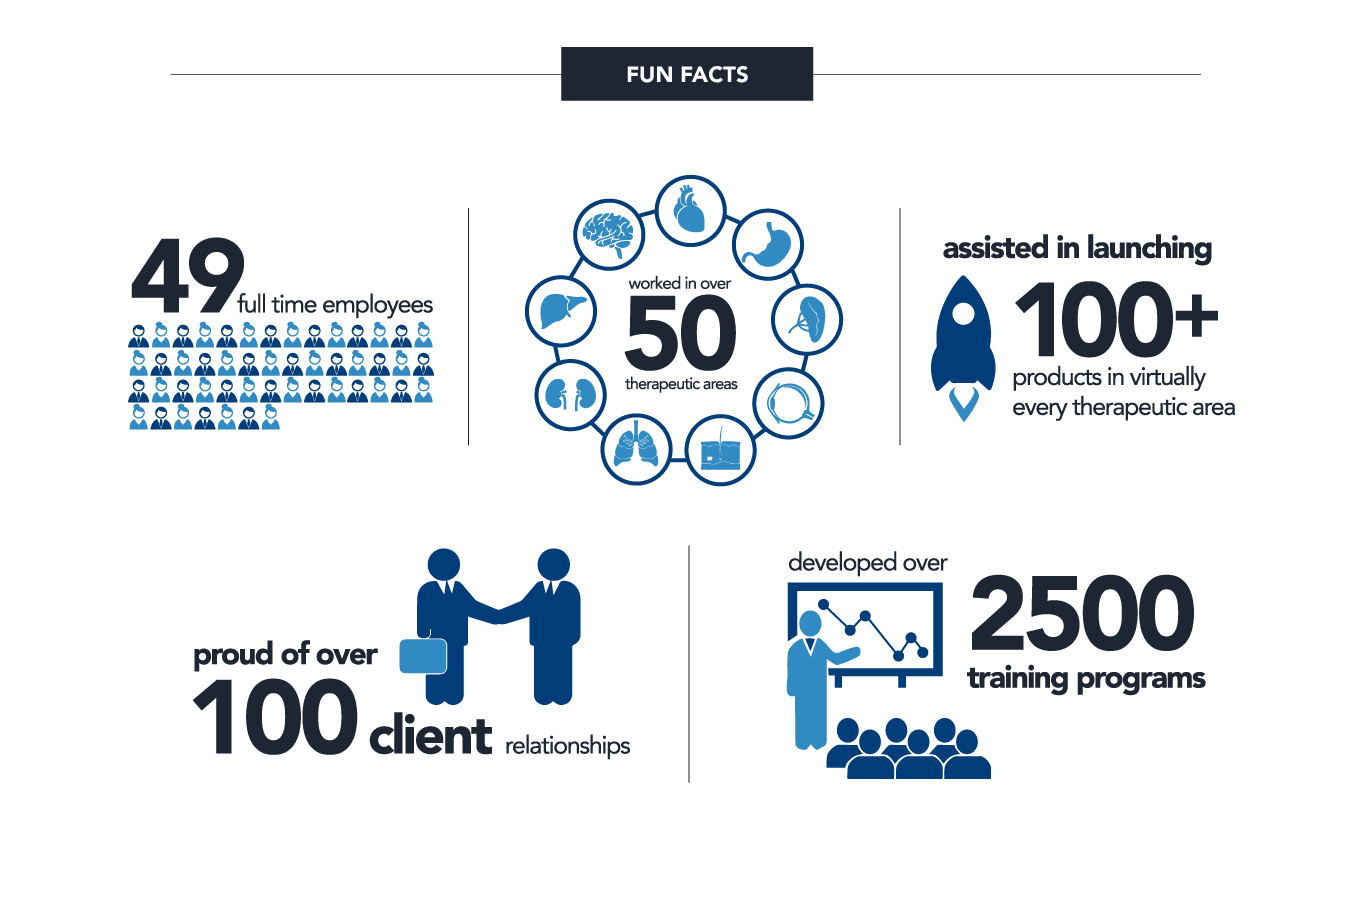 FUN FACTS
49 full time employees
worked in over
50
therapeutic areas
assisted in launching
100+
products in virtually
every therapeutic area
proud of over
100 client relationships
developed over
2500
training programs